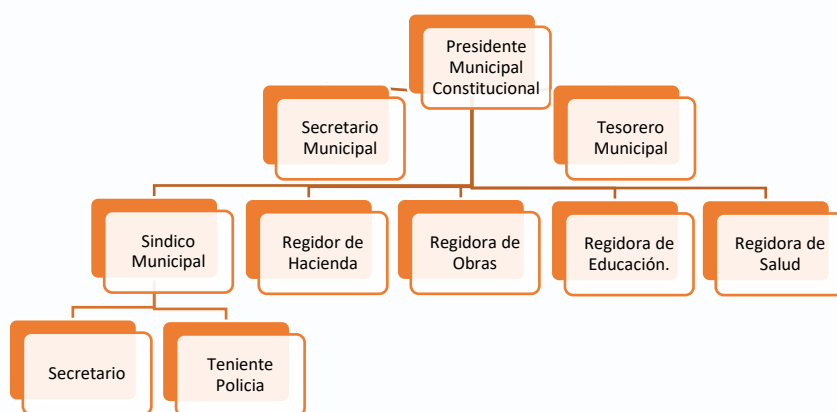 Presidente
Municipal
Constitucional
Secretario
Municipal
Tesorero
Municipal
Sindico
Municipal
Regidor de
Hacienda
Regidora de
Obras
Regidora de
Educación.
Regidora de
Salud
Secretario
Teniente
Policia